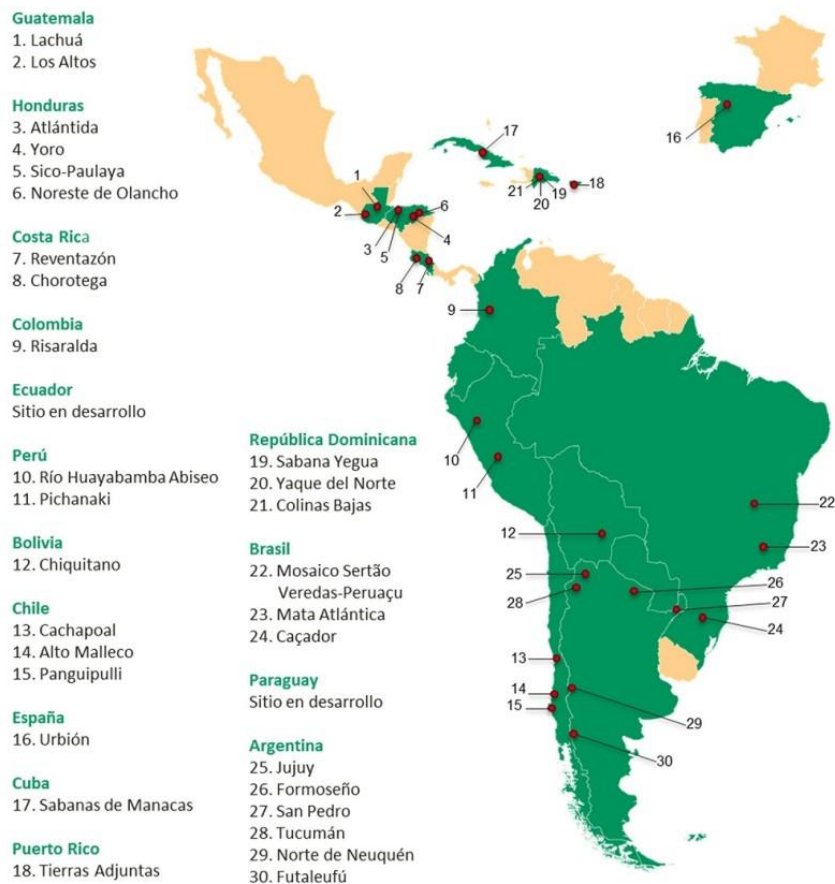 Guatemala
1. Lachuá
2. Los Altos
Honduras
3. Atlántida
4. Yoro
5. Sico-Paulaya
6. Noreste de Olancho
Costa Rica
7. Reventazón
8. Chorotega
Colombia
9. Risaralda
Ecuador
Sitio en desarrollo
Perú
10. Río Huayabamba Abiseo
11. Pichanaki
Bolivia
12. Chiquitano
Chile
13. Cachapoal
14. Alto Malleco
15. Panguipulli
España
16. Urbión
Cuba
17. Sabanas de Manacas
Puerto Rico
18. Tierras Adjuntas
República Dominicana
19. Sabana Yegua
20. Yaque del Norte
21. Colinas Bajas
Brasil
22. Mosaico Sertão
Veredas-Peruaçu
23. Mata Atlántica
24. Caçador
Paraguay
Sitio en desarrollo
Argentina
25. Jujuy
26. Formoseño
27. San Pedro
28. Tucumán
29. Norte de Neuquén
30. Futaleufú
17
16
1
21
20
19
18
2
6
3
5
4
8
7
9
10
11
22
12
23
25
26
28
27
24
13
14
15
29
30